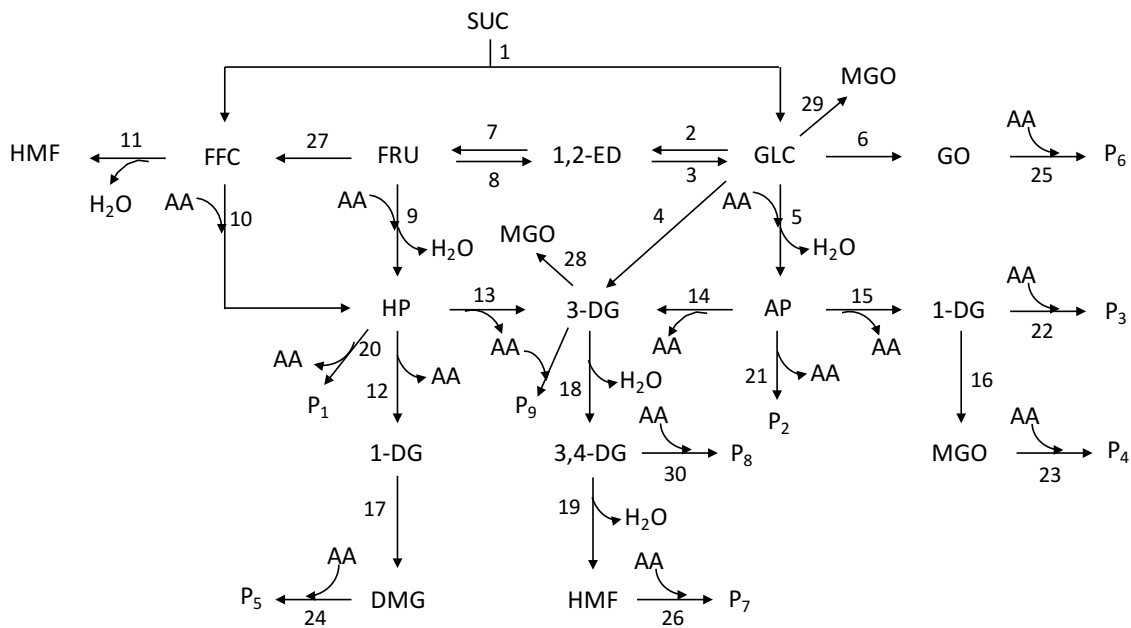 SUC
1
MGO
29
AA
HMF
11
FFC
27
FRU
7
8
1,2-ED
2
3
GLC
6
GO
25
P6
H2O
AA
10
AA
9
H2O
MGO
28
4
AA
5
H2O
AA
HP
13
3-DG
14
AP
15
1-DG
22
P3
AA
20
AA
AA
AA
AA
P1
12
P9
18
H2O
21
AA
16
AA
P2
AA
1-DG
3,4-DG
30
P8
MGO
23
P4
17
19
H2O
AA
AA
P5
24
DMG
HMF
26
P7